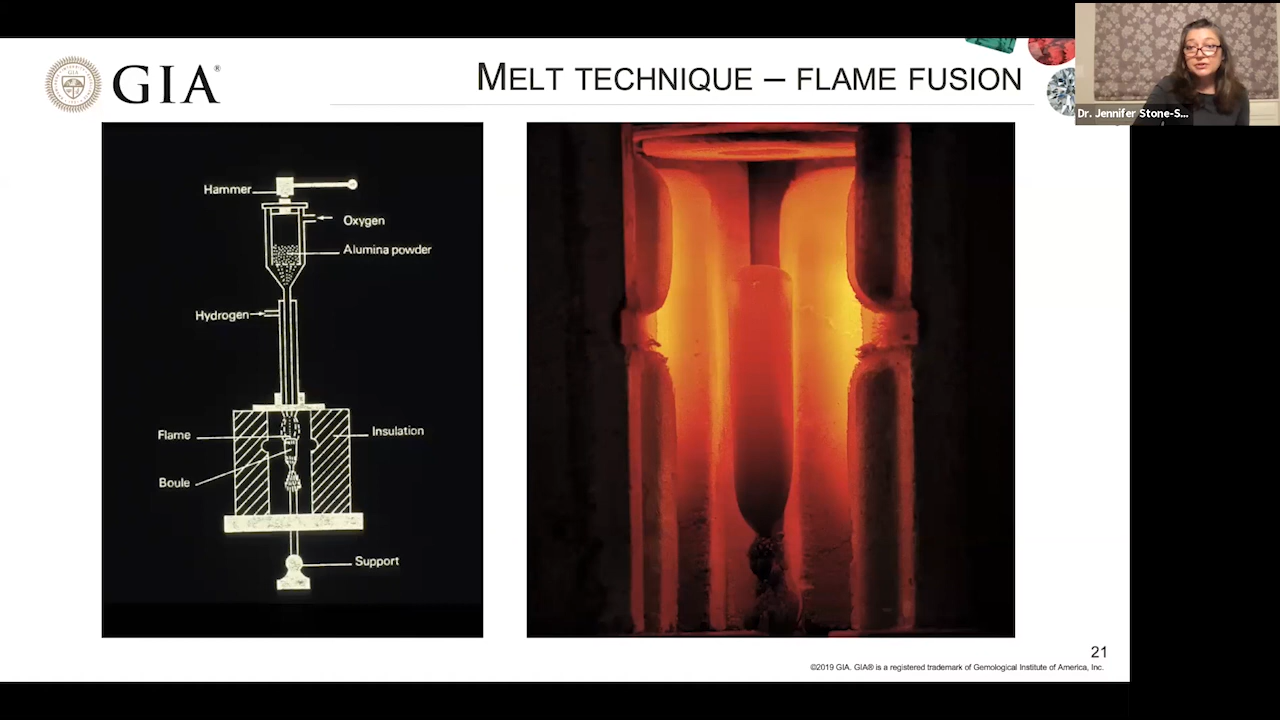 GIA®
MELT TECHNIQUE – FLAME FUSION
Dr. Jennifer Stone-S...
Hammer
Oxygen
Alumina powder
Hydrogen
Flame
Insulation
Boule
Support
21
©2019 GIA. GIA® is a registered trademark of Gemological Institute of America, Inc.